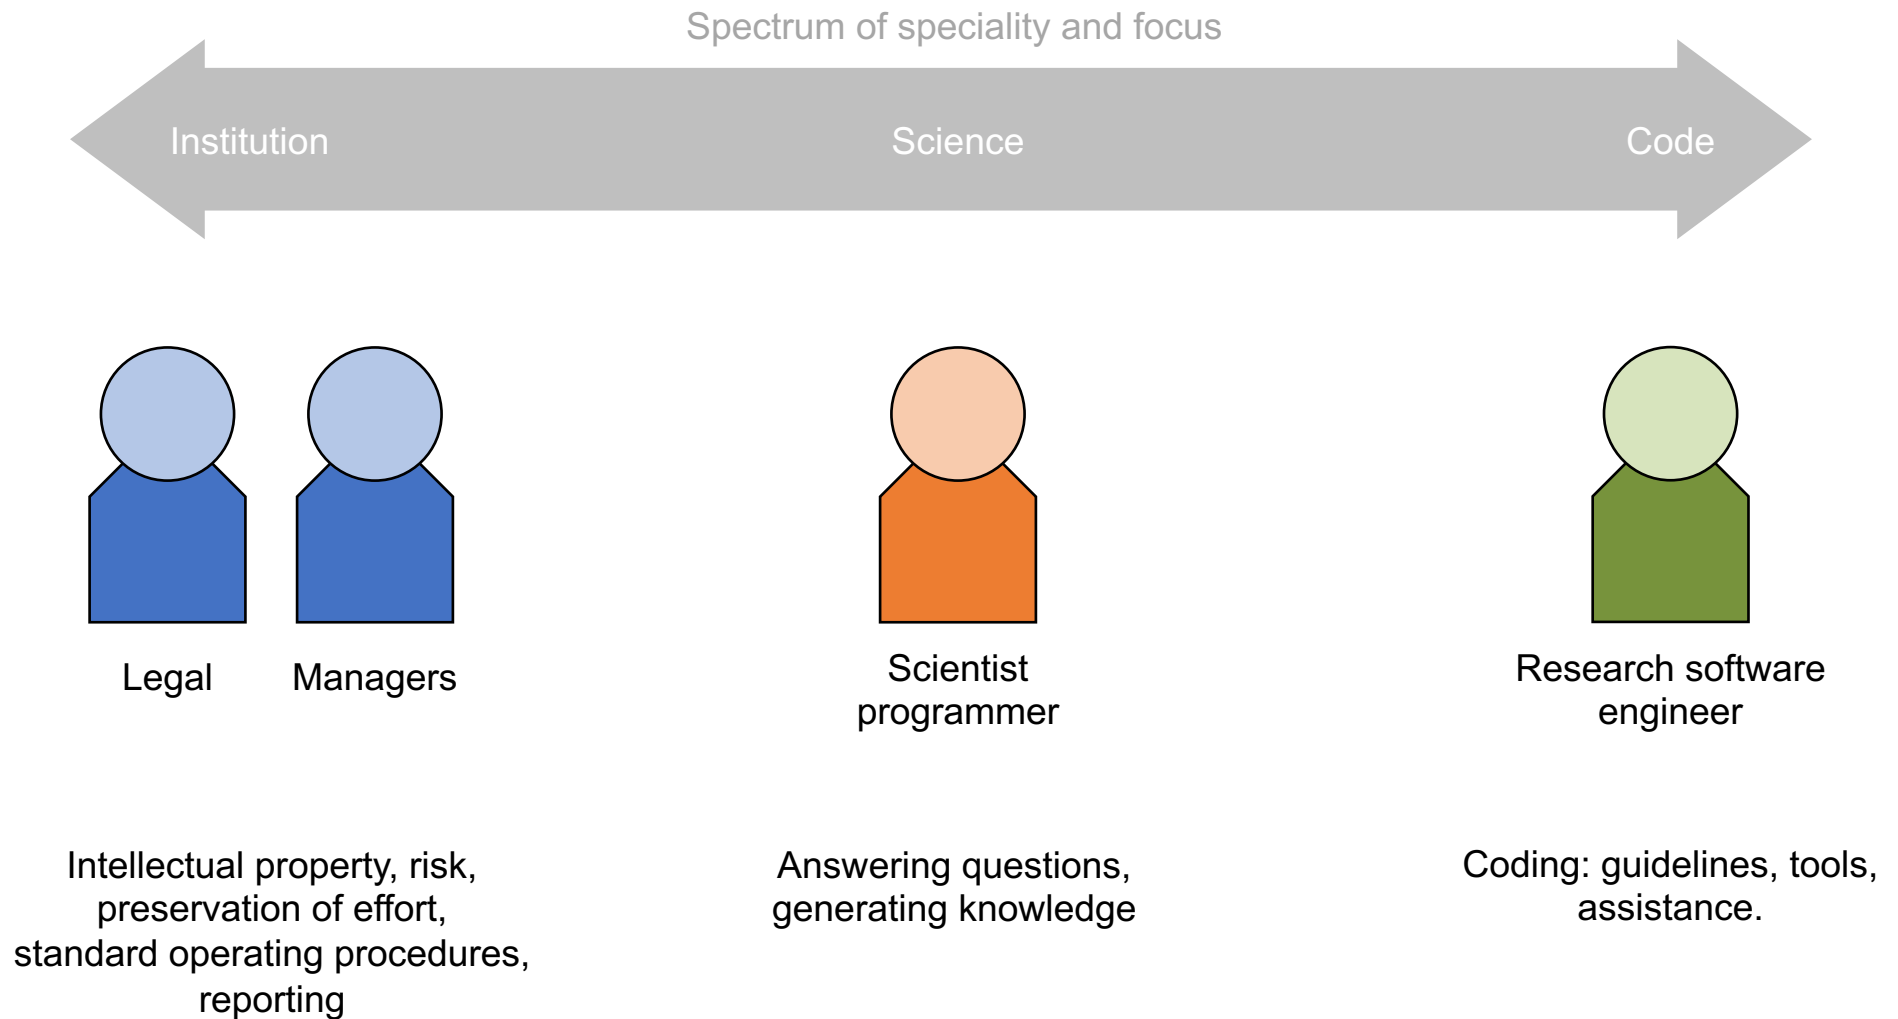 Spectrum of speciality and focus
Institution
Science
Code
Legal
Managers
Scientist
programmer
Research software
engineer
Intellectual property, risk,
preservation of effort,
standard operating procedures,
reporting
Answering questions,
generating knowledge
Coding: guidelines, tools,
assistance.